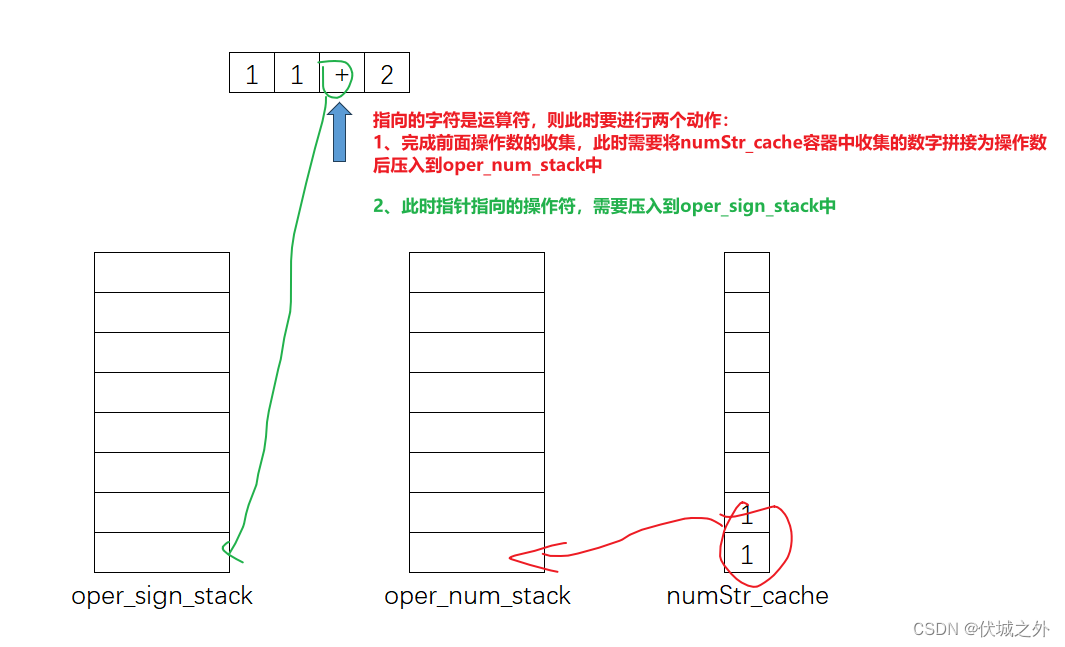 1 1 + 2
指向的字符是运算符，则此时要进行两个动作：
1、完成前面操作数的收集，此时需要将numStr_cache容器中收集的数字拼接为操作数
后压入到oper_num_stack中
2、此时指针指向的操作符，需要压入到oper_sign_stack中
1
1
oper_sign_stack oper_num_stack numStr_cache
CSDN @伏城之外